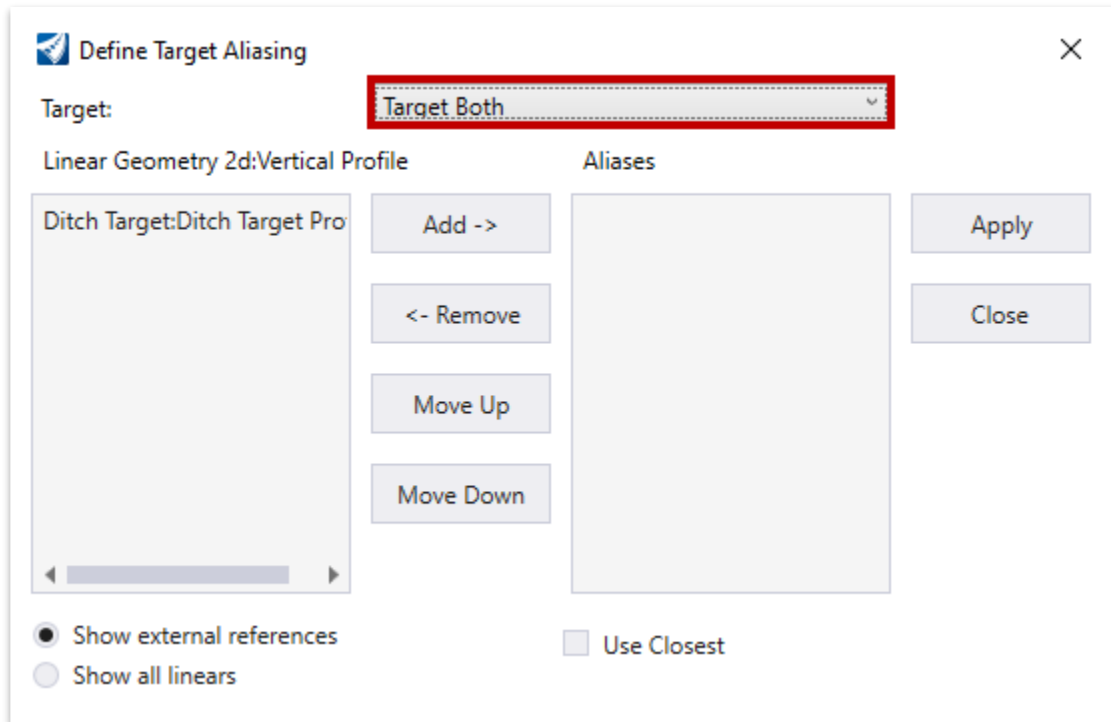 Define Target Aliasing
Target:
Target Both
Linear Geometry 2d:Vertical Profile
Aliases
Ditch Target:Ditch Target Pro
Add ->
<- Remove
Move Up
Move Down
Apply
Close
Show external references
Show all linears
Use Closest